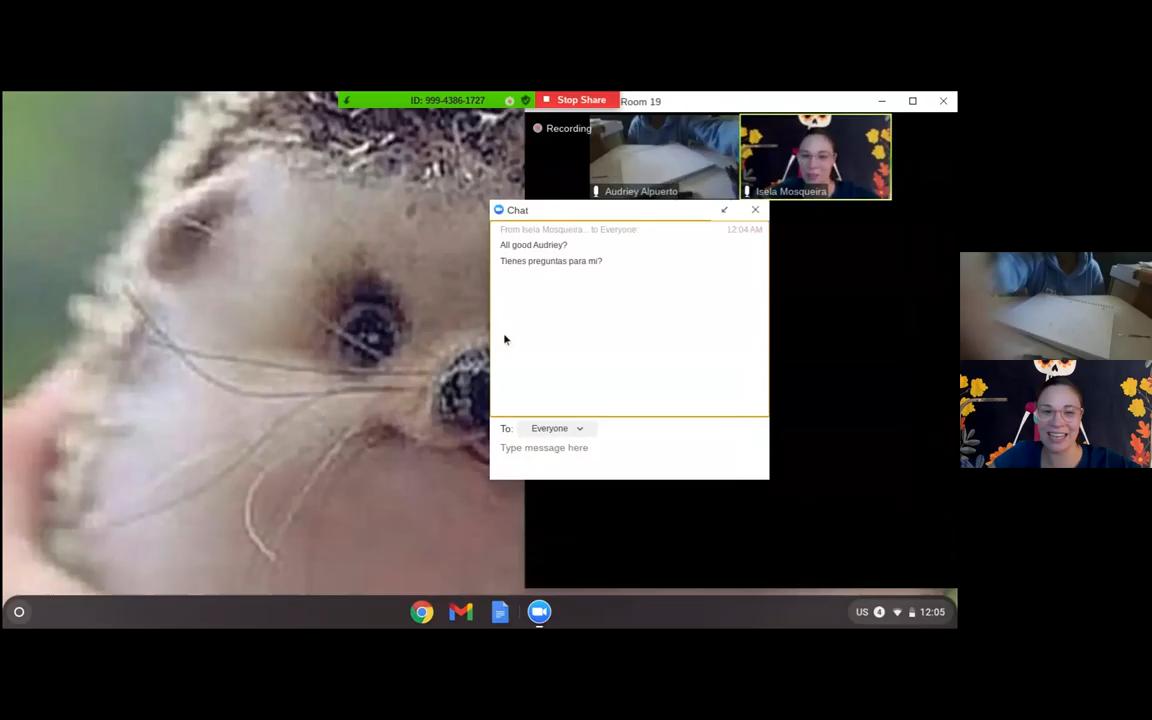 ID: 999-4386-1727
Stop Share
Room 19
Recording
Audriey Alpuerto
Isela Mosqueira
Chat
From Isela Mosqueira... to Everyone:
12:04 AM
All good Audriey?
Tienes preguntas para mi?
To:
Everyone
Type message here
US
4
12:05